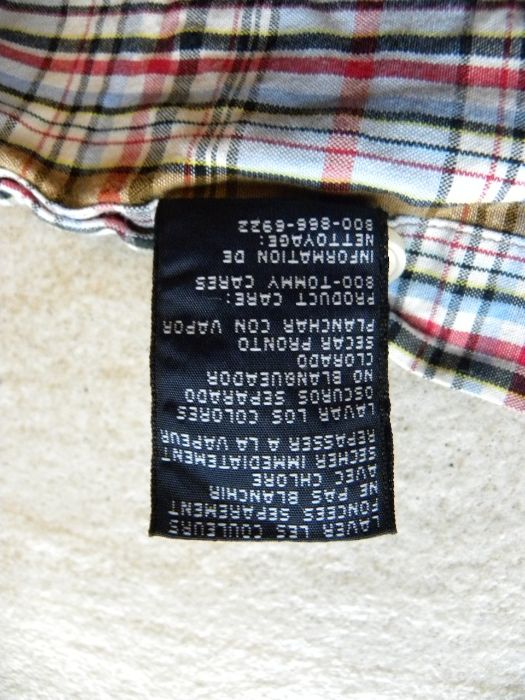 LAVER LES COULEURS
FONCEES SEPAREMENT
NE PAS BLANCHIR
AVEC CHLORE
SECHER IMMEDIATEMENT
REPASSER A LA VAPEUR
LAVAR LOS COLORES
OSCUROS SEPARADO
NO BLANQUEADOR
CLORADO
SECAR PRONTO
PLANCHAR CON VAPOR
PRODUCT CARE:
800-TOMMY CARES
INFORMATION DE
NETTOYAGE:
800-866-6922